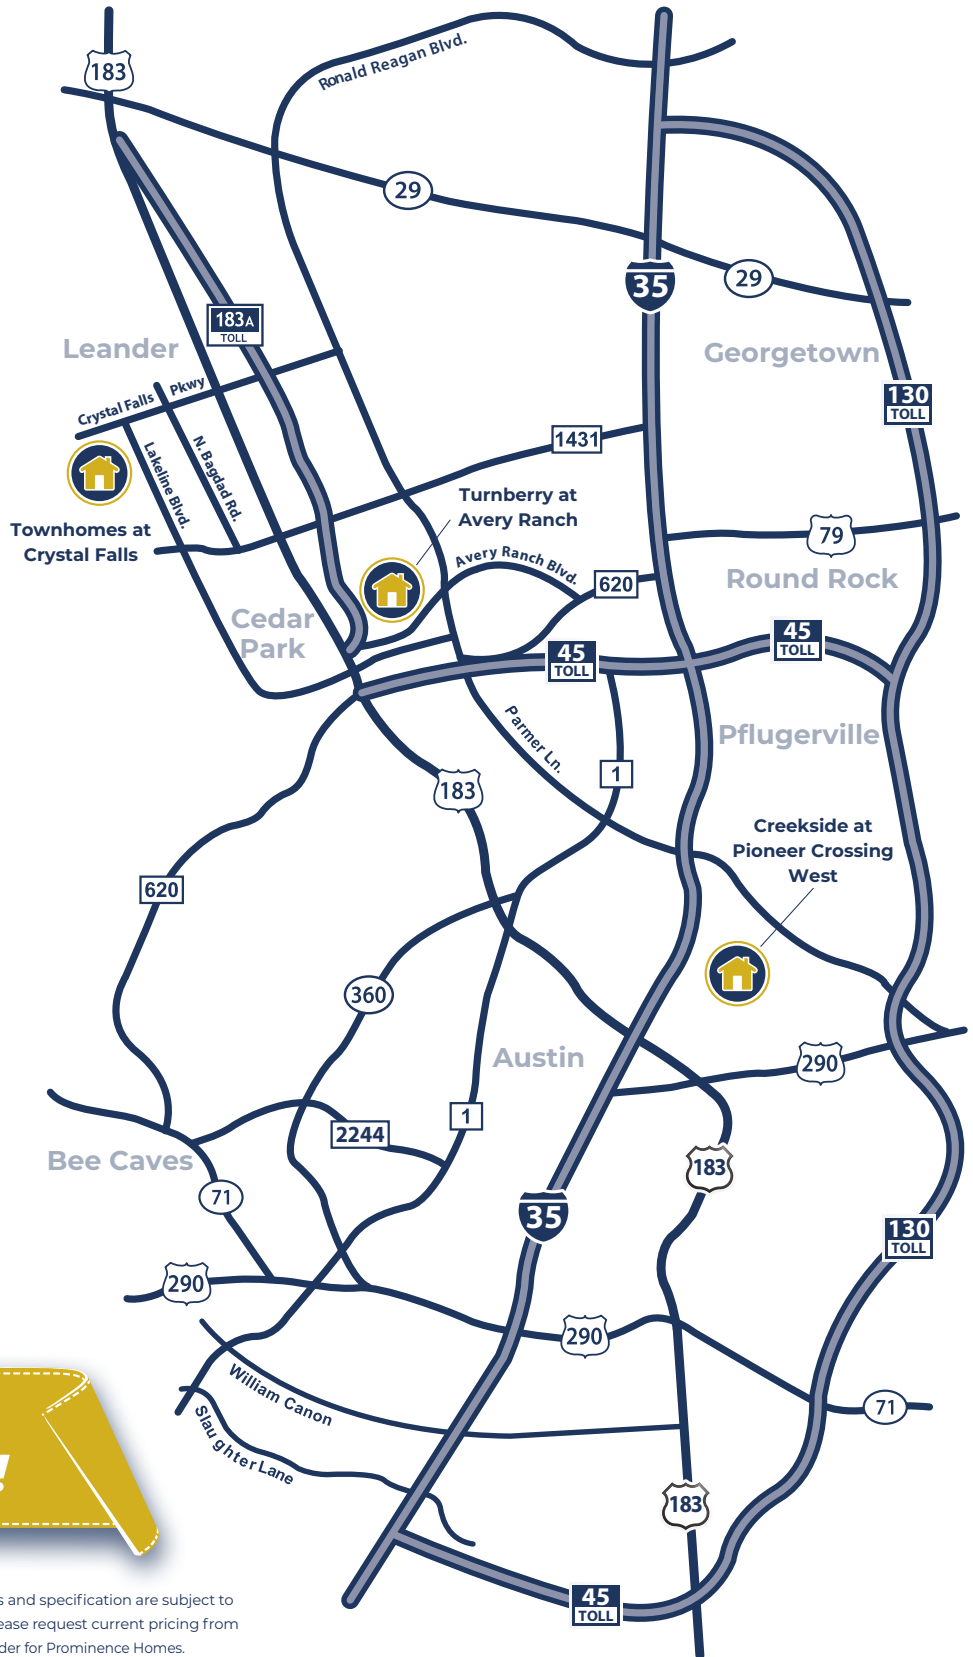 183
Ronald Reagan Blvd.
29
35
29
183A
TOLL
Leander
Georgetown
Crystal Falls Pkwy
130
TOLL
1431
Lakeline Blvd.
N. Bagdad Rd.
Turnberry at
Avery Ranch
Townhomes at
Crystal Falls
79
Avery Ranch Blvd.
620
Round Rock
Cedar
Park
45
TOLL
45
TOLL
Parmer Ln.
Pflugerville
1
183
Creekside at
Pioneer Crossing
West
620
360
Austin
290
1
2244
Bee Caves
183
71
35
130
TOLL
290
290
William Canon
71
Slaughter Lane
!
183
s and specification are subject to
ease request current pricing from
der for Prominence Homes.
45
TOLL